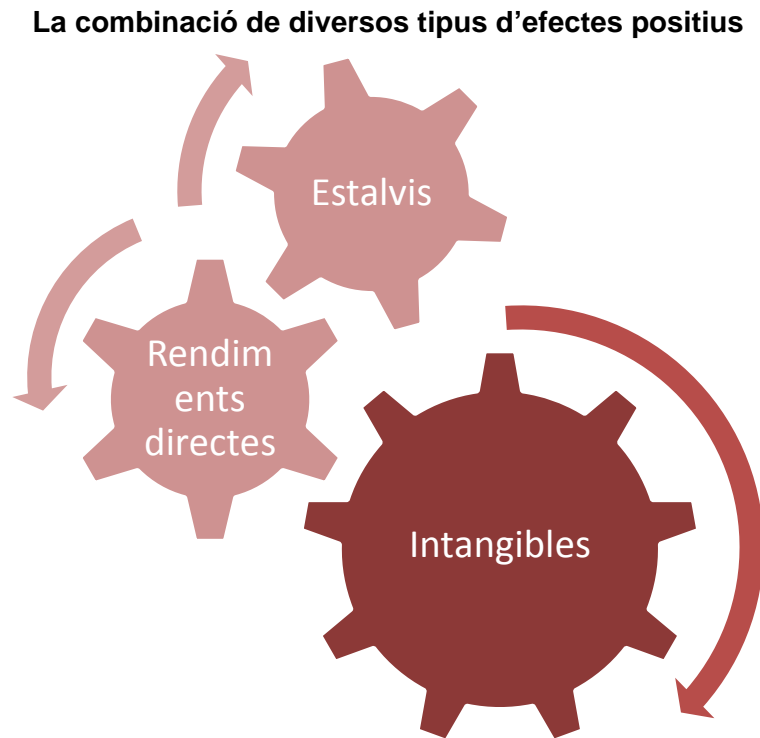 La combinació de diversos tipus d’efectes positius
Estalvis
Rendim
ents
directes
Intangibles